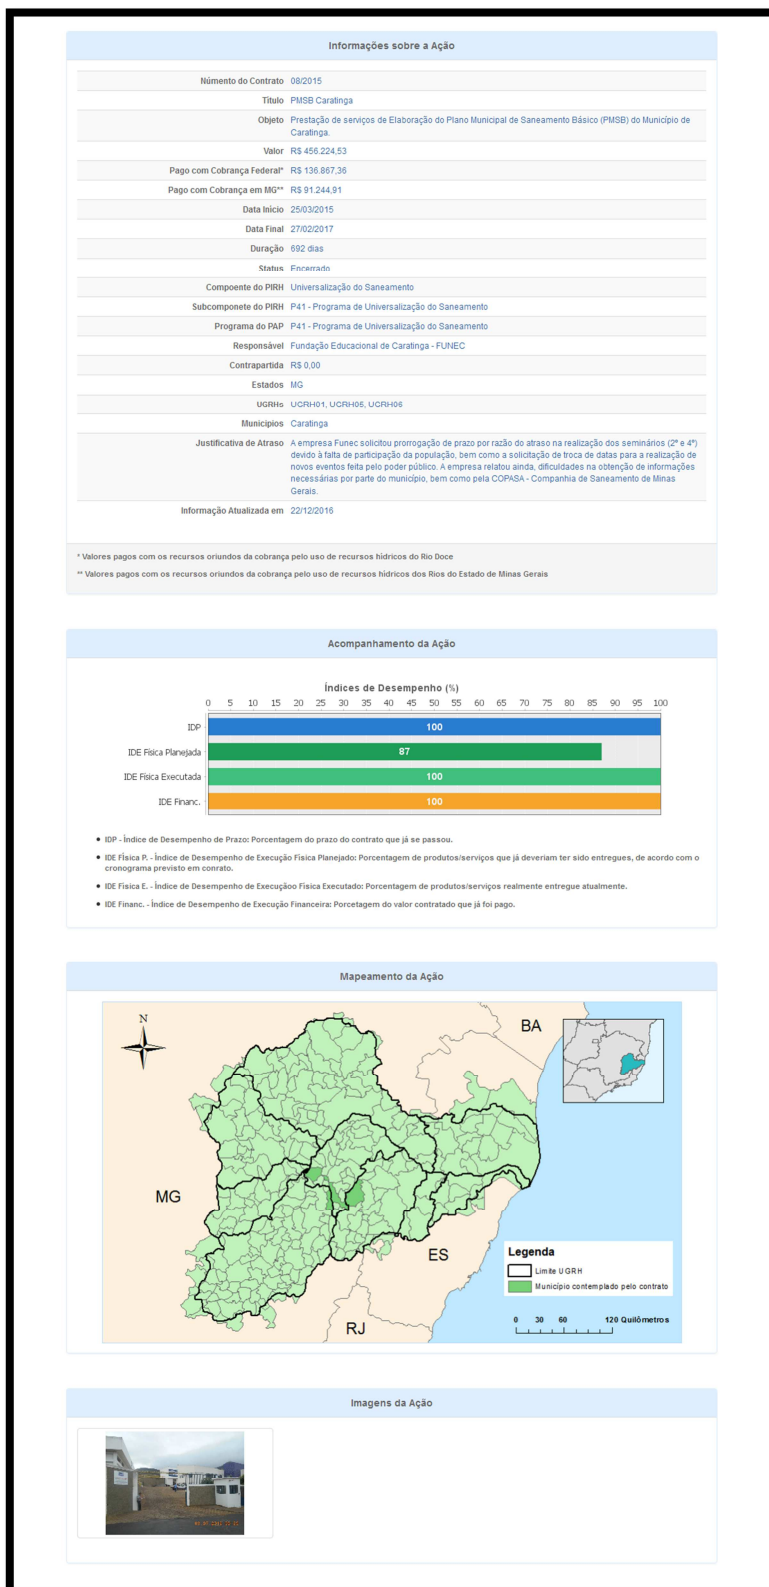 Informações sobre a Ação
Númento do Contrato 08/2015
Título PMSB Caratinga
Objeto Prestação de serviços de Elaboração do Plano Municipal de Saneamento Básico (PMSB) do Município de
Caratinga.
Valor R$ 456.224,53
Pago com Cobrança Federal* R$ 136.867,36
Pago com Cobrança em MG** R$ 91.244,91
Data Início 25/03/2015
Data Final 27/02/2017
Duração 692 dias
Status Encerrado
Compoente do PIRH Universalização do Saneamento
Subcomponete do PIRH P41 - Programa de Universalização do Saneamento
Programa do PAP P41 - Programa de Universalização do Saneamento
Responsável Fundação Educacional de Caratinga - FUNEC
Contrapartida R$ 0,00
Estados MG
UGRHs UGRH01, UGRH05, UGRH06
Municípios Caratinga
Justificativa de Atraso A empresa Funec solicitou prorrogação de prazo por razão do atraso na realização dos seminários (2º e 4º)
devido à falta de participação da população, bem como a solicitação de troca de datas para a realização de
novos eventos feita pelo poder público. A empresa relatou ainda, dificuldades na obtenção de informações
necessárias por parte do município, bem como pela COPASA - Companhia de Saneamento de Minas
Gerais.
Informação Atualizada em 22/12/2016
* Valores pagos com os recursos oriundos da cobrança pelo uso de recursos hídricos do Rio Doce
** Valores pagos com os recursos oriundos da cobrança pelo uso de recursos hídricos dos Rios do Estado de Minas Gerais
Acompanhamento da Ação
Índices de Desempenho (%)
0 5 10 15 20 25 30 35 40 45 50 55 60 65 70 75 80 85 90 95 100
IDP 100
IDE Física Planejada 87
IDE Física Executada 100
IDE Financ. 100
• IDP - Índice de Desempenho de Prazo: Porcentagem do prazo do contrato que já se passou.
• IDE FÍsica P. - Índice de Desempenho de Execução Física Planejado: Porcentagem de produtos/serviços que já deveriam ter sido entregues, de acordo com o
cronograma previsto em conrato.
• IDE Física E. - Índice de Desempenho de Execuçãoo Física Executado: Porcentagem de produtos/serviços realmente entregue atualmente.
• IDE Financ. - Índice de Desempenho de Execução Financeira: Porcetagem do valor contratado que já foi pago.
Mapeamento da Ação
N
BA
MG
ES
RJ
Legenda
Limite UGRH
Município contemplado pelo contrato
0 30 60 120 Quilômetros
Imagens da Ação